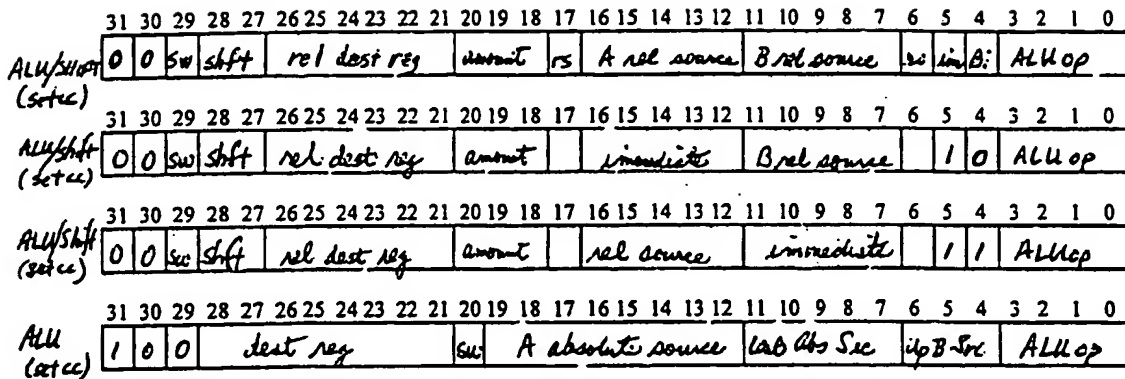 31 30 29 28 27 26 25 24 23 22 21 20 19 18 17 16 15 14 13 12 11 10 9 8 7 6 5 4 3 2 1 0
ALU/Shift 0 0 sw shft rel dest reg amount rs A rel source B rel source im Bi ALU op
(setcc)
31 30 29 28 27 26 25 24 23 22 21 20 19 18 17 16 15 14 13 12 11 10 9 8 7 6 5 4 3 2 1 0
ALU/Shft 0 0 sw shft rel dest reg amount immediate B rel source 1 0 ALU op
(setcc)
31 30 29 28 27 26 25 24 23 22 21 20 19 18 17 16 15 14 13 12 11 10 9 8 7 6 5 4 3 2 1 0
ALU/Shft 0 0 Shft rel dest reg amount rel source immediate 1 1 ALU op
(setcc)
31 30 29 28 27 26 25 24 23 22 21 20 19 18 17 16 15 14 13 12 11 10 9 8 7 6 5 4 3 2 1 0
ALU 1 0 0 dest reg sw A absolute source Abs Src B Src ALU op
(setcc)